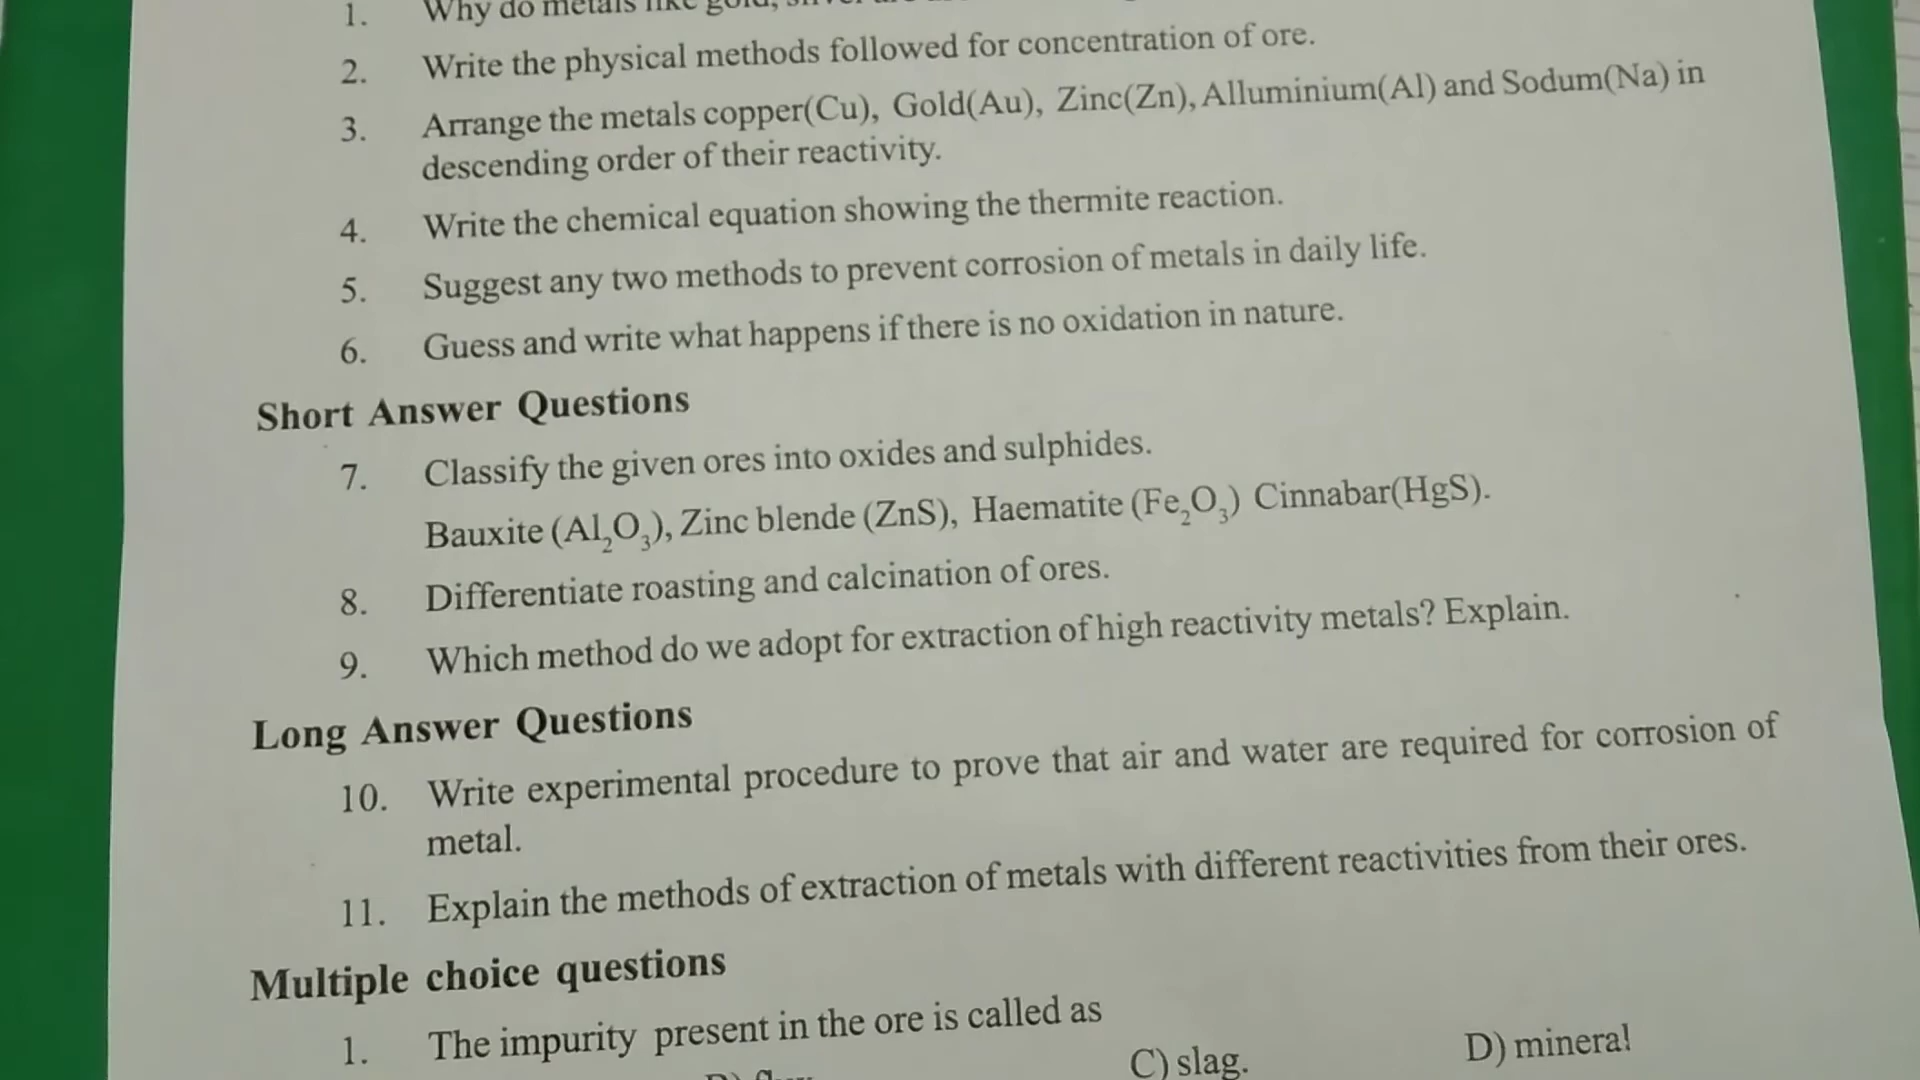 1. Why do metals like gold, silver
2. Write the physical methods followed for concentration of ore.
3. Arrange the metals copper(Cu), Gold(Au), Zinc(Zn), Alluminium(Al) and Sodum(Na) in
descending order of their reactivity.
4. Write the chemical equation showing the thermite reaction.
5. Suggest any two methods to prevent corrosion of metals in daily life.
6. Guess and write what happens if there is no oxidation in nature.
Short Answer Questions
7. Classify the given ores into oxides and sulphides.
Bauxite (Al₂O₃), Zinc blende (ZnS), Haematite (Fe₂O₃) Cinnabar(HgS).
8. Differentiate roasting and calcination of ores.
9. Which method do we adopt for extraction of high reactivity metals? Explain.
Long Answer Questions
10. Write experimental procedure to prove that air and water are required for corrosion of
metal.
11. Explain the methods of extraction of metals with different reactivities from their ores.
Multiple choice questions
1. The impurity present in the ore is called as
C) slag. D) mineral